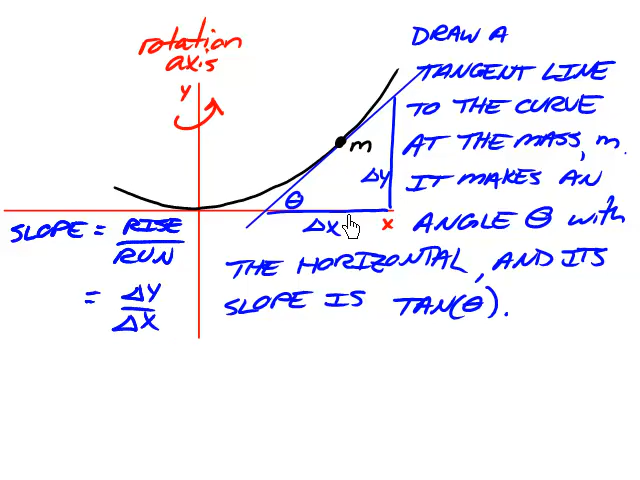 rotation
axis
y
DRAW A
TANGENT LINE
TO THE CURVE
AT THE MASS, m.
IT MAKES AN
ANGLE θ with
THE HORIZONTAL, AND ITS
SLOPE IS TAN(θ).
m
Δy
θ
Δx
x
SLOPE = RISE
RUN
= ΔY
ΔX